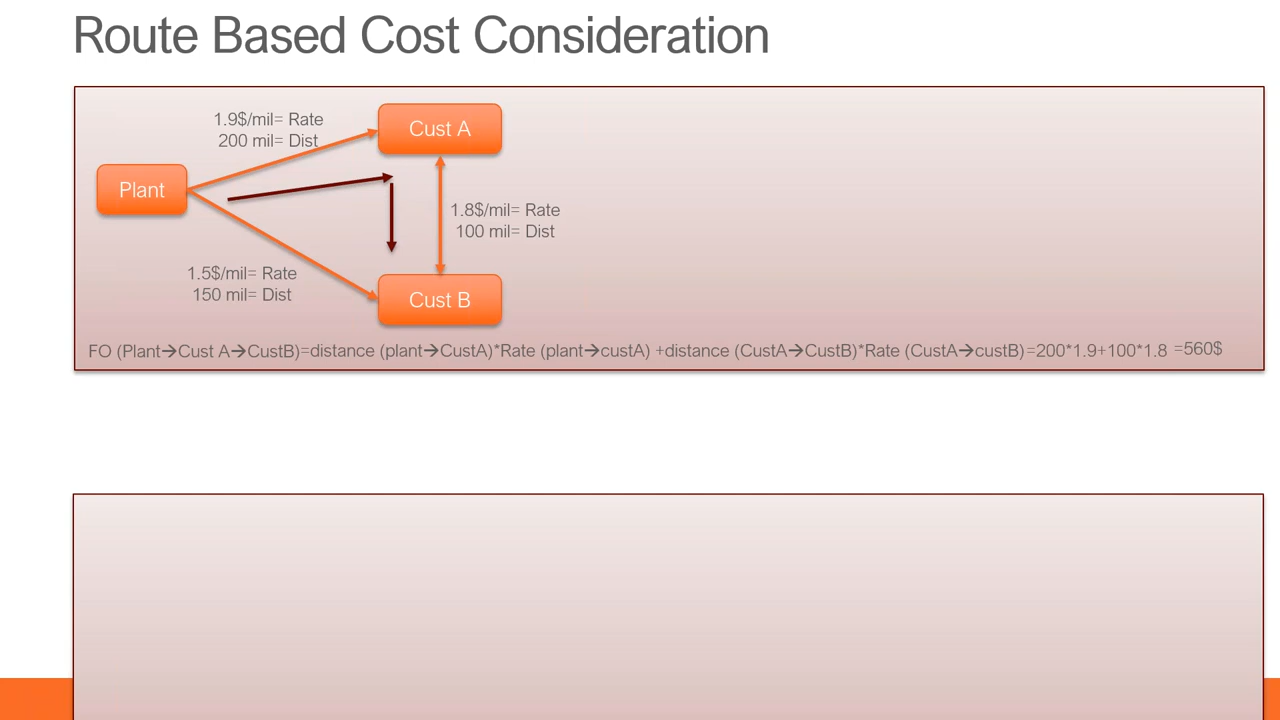 Route Based Cost Consideration
1.9$/mil= Rate
200 mil= Dist
Cust A
Plant
1.8$/mil= Rate
100 mil= Dist
1.5$/mil= Rate
150 mil= Dist
Cust B
FO (Plant→Cust A→CustB)=distance (plant→CustA)*Rate (plant→custA) +distance (CustA→CustB)*Rate (CustA→custB)=200*1.9+100*1.8 =560$